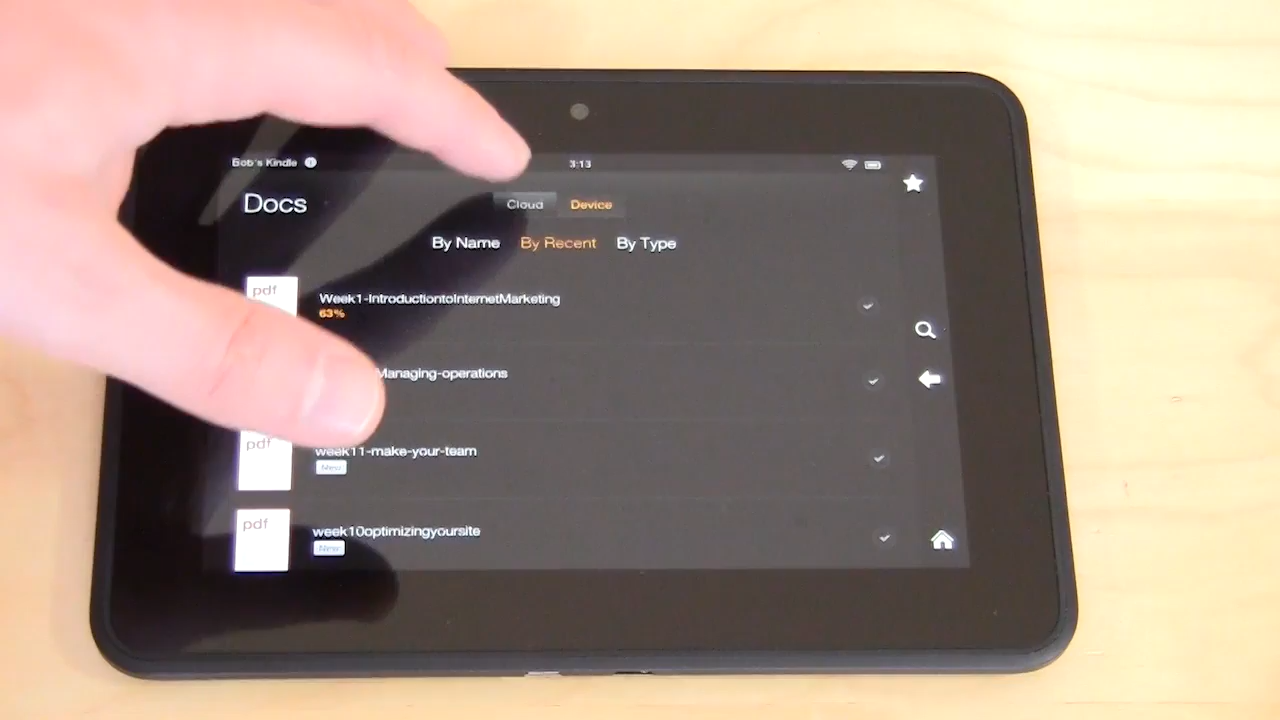 Bob's Kindle 3:13
Docs Cloud Device
By Name By Recent By Type
pdf Week1-IntroductiontoInternetMarketing
63%
Managing-operations
pdf week11-make-your-team
New
pdf week10optimizingyoursite
New